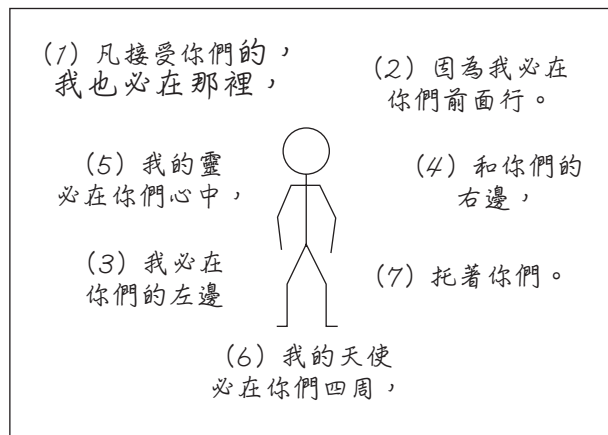 (1) 凡接受你們的，
我也必在那裡，
(2) 因為我必在
你們前面行。
(5) 我的靈
必在你們心中，
(4) 和你們的
右邊，
(3) 我必在
你們的左邊
(7) 托著你們。
(6) 我的天使
必在你們四周，